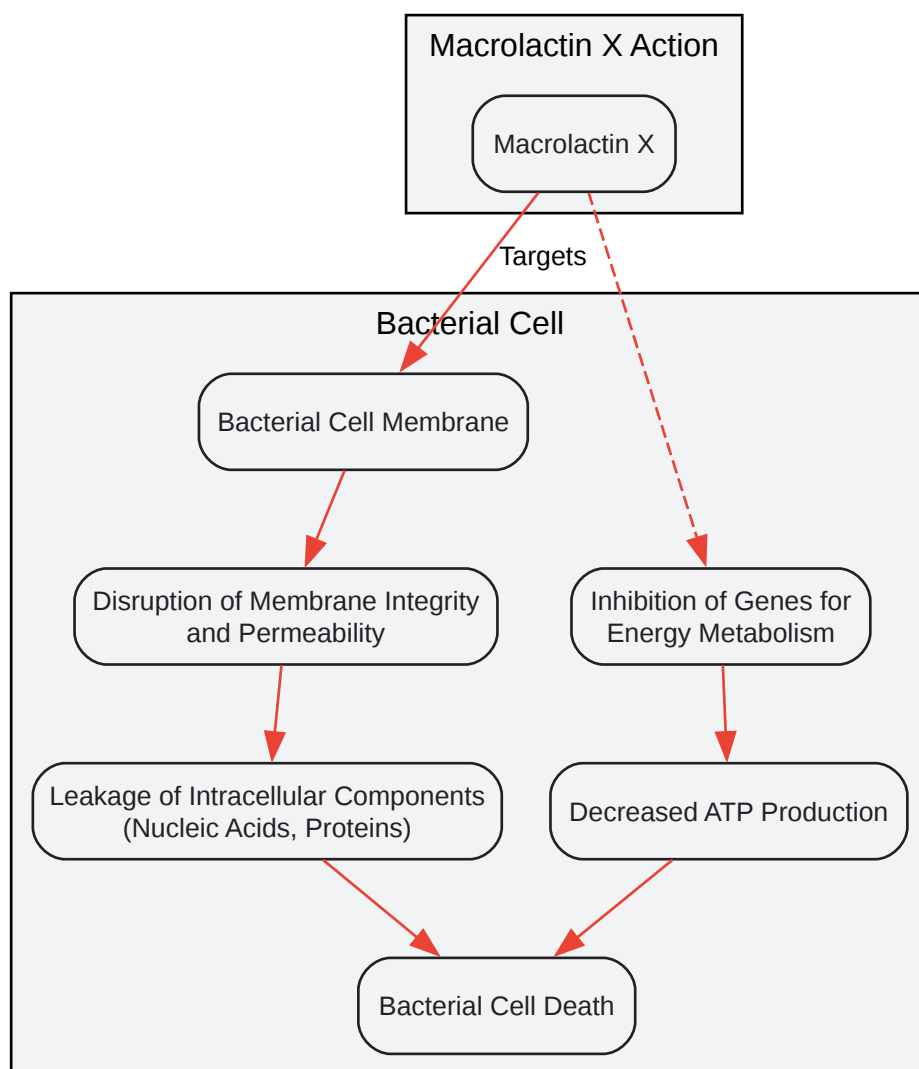 Macrolactin X Action
Macrolactin X
Targets
Bacterial Cell
Bacterial Cell Membrane
Disruption of Membrane Integrity
and Permeability
Inhibition of Genes for
Energy Metabolism
Leakage of Intracellular Components
(Nucleic Acids, Proteins)
Decreased ATP Production
Bacterial Cell Death